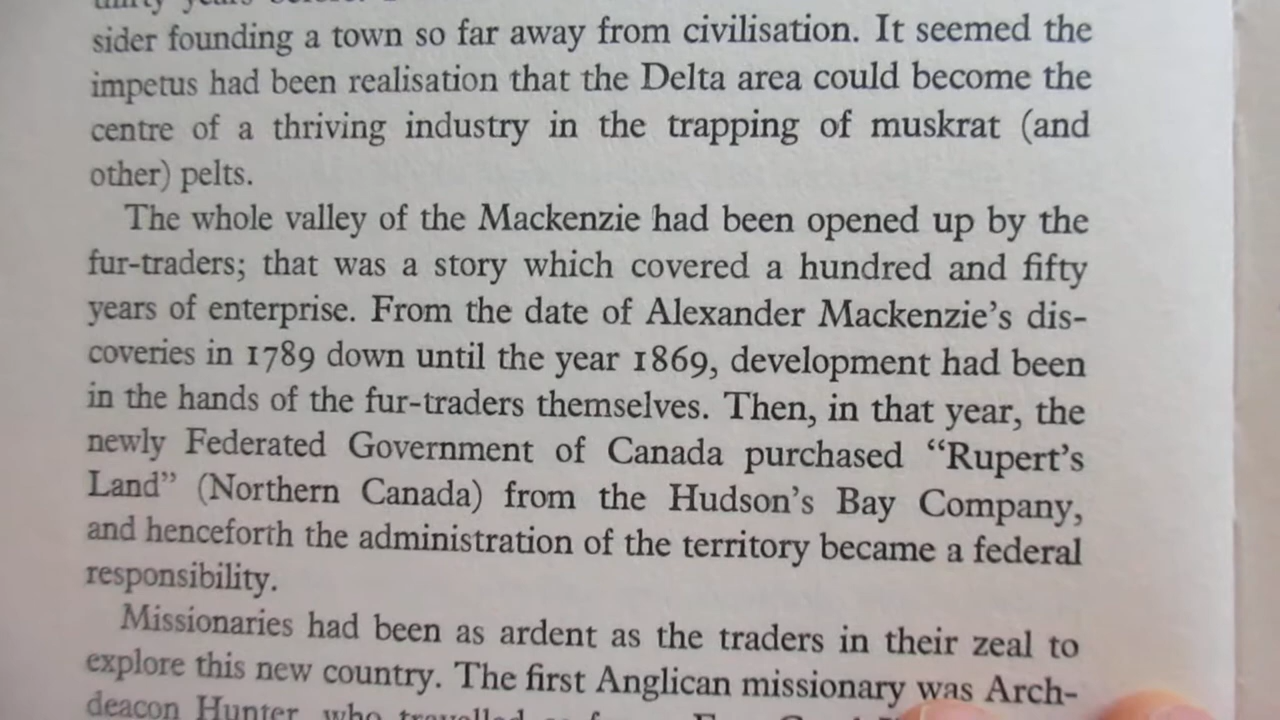 thirty years before.
sider founding a town so far away from civilisation. It seemed the
impetus had been realisation that the Delta area could become the
centre of a thriving industry in the trapping of muskrat (and
other) pelts.
The whole valley of the Mackenzie had been opened up by the
fur-traders; that was a story which covered a hundred and fifty
years of enterprise. From the date of Alexander Mackenzie's dis-
coveries in 1789 down until the year 1869, development had been
in the hands of the fur-traders themselves. Then, in that year, the
newly Federated Government of Canada purchased “Rupert's
Land” (Northern Canada) from the Hudson's Bay Company,
and henceforth the administration of the territory became a federal
responsibility.
Missionaries had been as ardent as the traders in their zeal to
explore this new country. The first Anglican missionary was Arch-
deacon Hunter, who travelled as